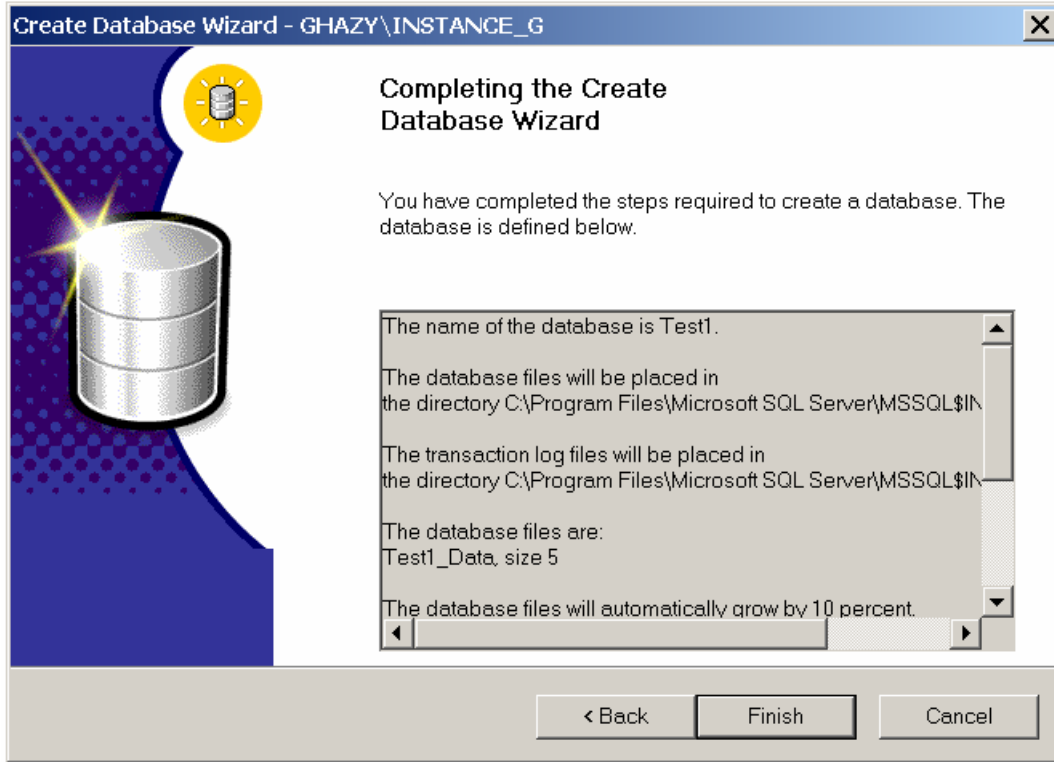 Create Database Wizard - GHAZY\INSTANCE_G
Completing the Create
Database Wizard
You have completed the steps required to create a database. The
database is defined below.
The name of the database is Test1.
The database files will be placed in
the directory C:\Program Files\Microsoft SQL Server\MSSQL$IN
The transaction log files will be placed in
the directory C:\Program Files\Microsoft SQL Server\MSSQL$IN
The database files are:
Test1_Data, size 5
The database files will automatically grow by 10 percent.
< Back
Finish
Cancel